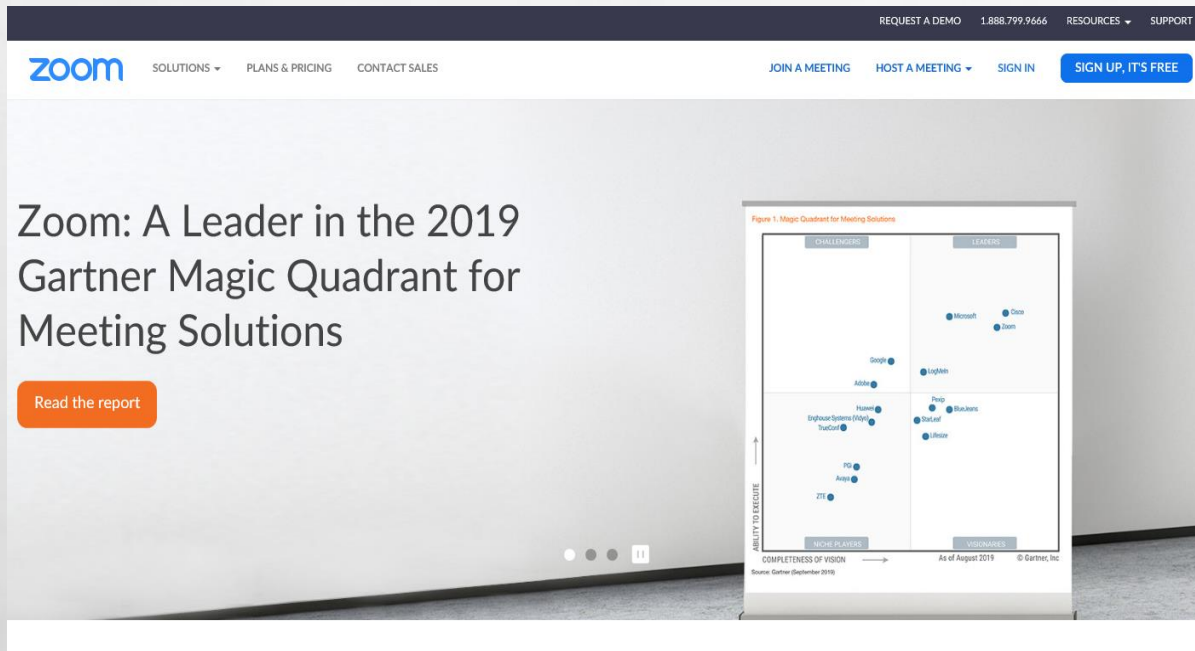 REQUEST A DEMO 1.888.799.9666 RESOURCES SUPPORT
zoom SOLUTIONS PLANS & PRICING CONTACT SALES JOIN A MEETING HOST A MEETING SIGN IN SIGN UP, IT'S FREE
Zoom: A Leader in the 2019
Gartner Magic Quadrant for
Meeting Solutions
Read the report
Figure 1. Magic Quadrant for Meeting Solutions
CHALLENGERS LEADERS
Microsoft Cisco
Zoom
Google
LogMeIn
Adobe
Pexip
Huawei BlueJeans
Enghouse Systems (Vidyo) StarLeaf
TrueConf
Lifesize
PGi
Avaya
ZTE
NICHE PLAYERS VISIONARIES
ABILITY TO EXECUTE
COMPLETENESS OF VISION As of August 2019 © Gartner, Inc
Source: Gartner (September 2019)